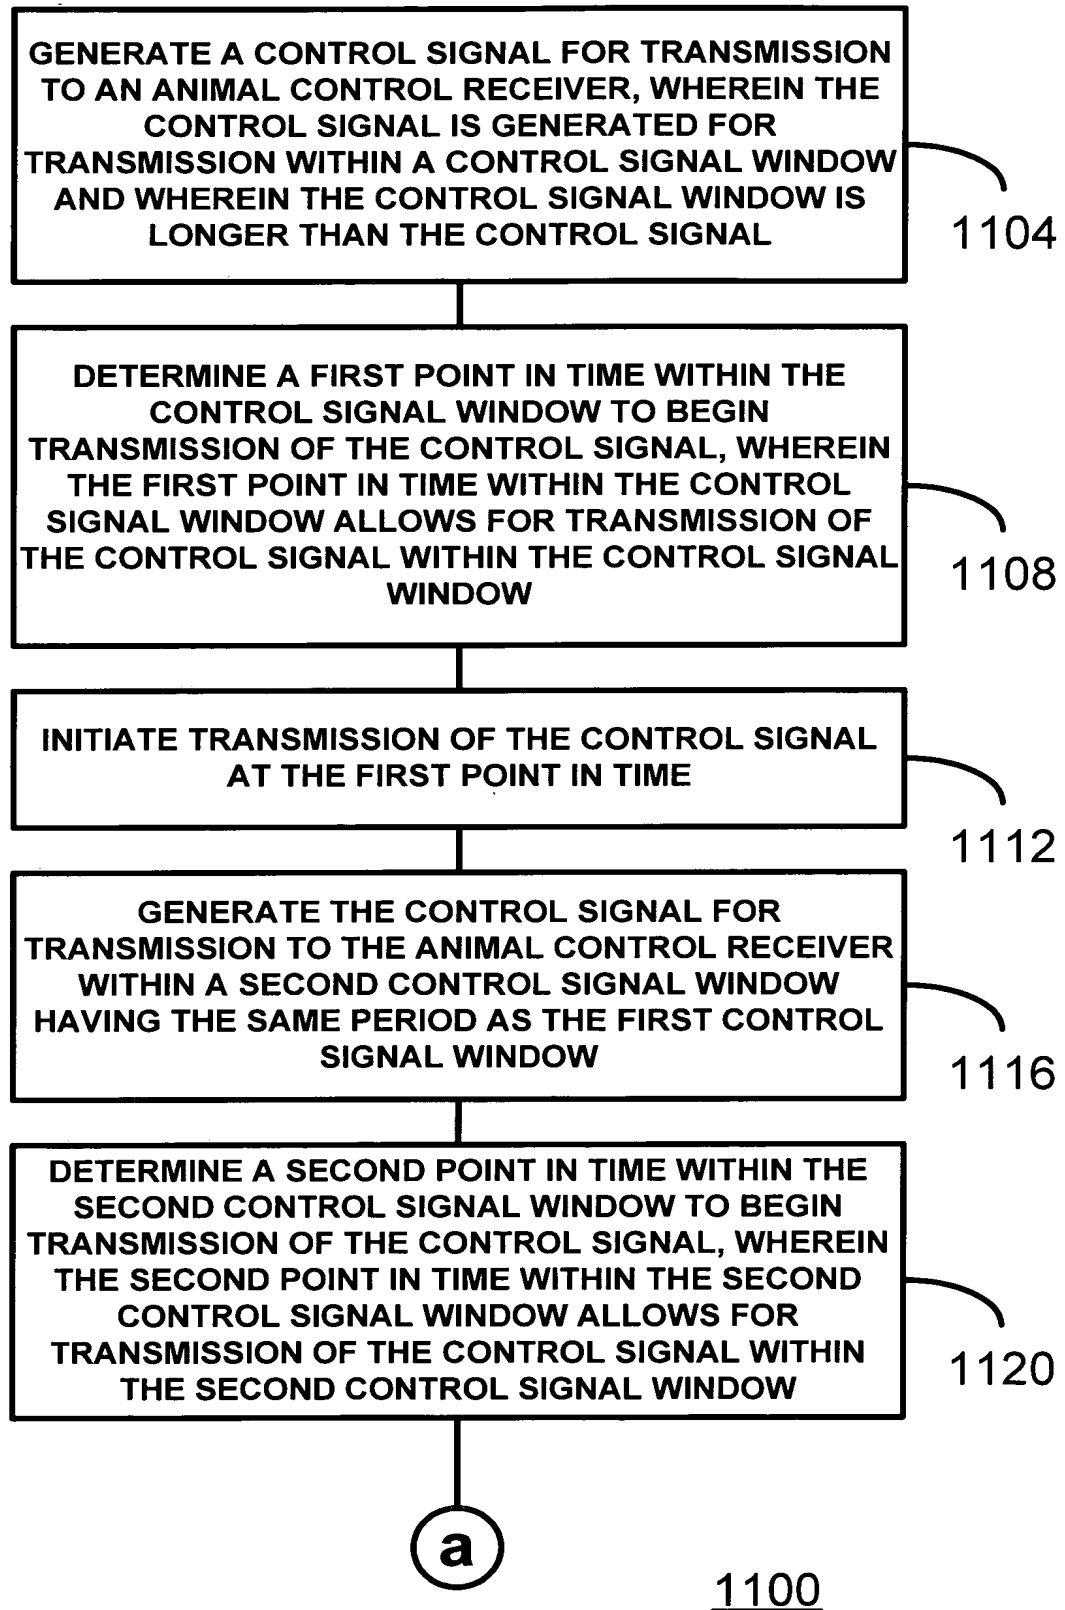 GENERATE A CONTROL SIGNAL FOR TRANSMISSION
TO AN ANIMAL CONTROL RECEIVER, WHEREIN THE
CONTROL SIGNAL IS GENERATED FOR
TRANSMISSION WITHIN A CONTROL SIGNAL WINDOW
AND WHEREIN THE CONTROL SIGNAL WINDOW IS
LONGER THAN THE CONTROL SIGNAL
1104
DETERMINE A FIRST POINT IN TIME WITHIN THE
CONTROL SIGNAL WINDOW TO BEGIN
TRANSMISSION OF THE CONTROL SIGNAL, WHEREIN
THE FIRST POINT IN TIME WITHIN THE CONTROL
SIGNAL WINDOW ALLOWS FOR TRANSMISSION OF
THE CONTROL SIGNAL WITHIN THE CONTROL SIGNAL
WINDOW
1108
INITIATE TRANSMISSION OF THE CONTROL SIGNAL
AT THE FIRST POINT IN TIME
1112
GENERATE THE CONTROL SIGNAL FOR
TRANSMISSION TO THE ANIMAL CONTROL RECEIVER
WITHIN A SECOND CONTROL SIGNAL WINDOW
HAVING THE SAME PERIOD AS THE FIRST CONTROL
SIGNAL WINDOW
1116
DETERMINE A SECOND POINT IN TIME WITHIN THE
SECOND CONTROL SIGNAL WINDOW TO BEGIN
TRANSMISSION OF THE CONTROL SIGNAL, WHEREIN
THE SECOND POINT IN TIME WITHIN THE SECOND
CONTROL SIGNAL WINDOW ALLOWS FOR
TRANSMISSION OF THE CONTROL SIGNAL WITHIN
THE SECOND CONTROL SIGNAL WINDOW
1120
a
1100